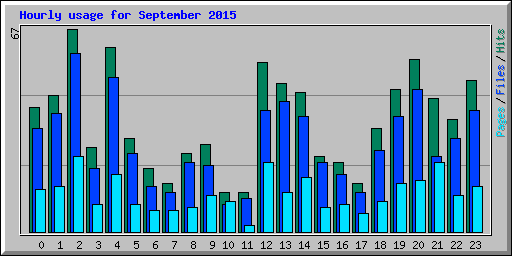 Hourly usage for September 2015
67
Pages / Files / Hits
0 1 2 3 4 5 6 7 8 9 10 11 12 13 14 15 16 17 18 19 20 21 22 23